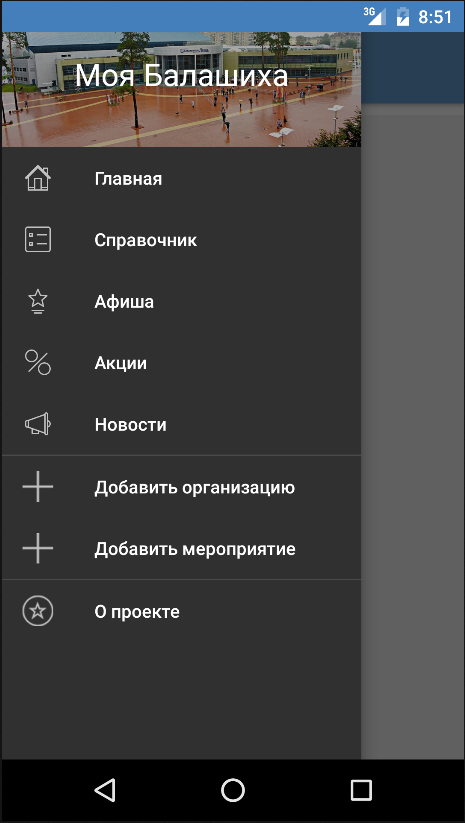 3G 8:51
Моя Балашиха
Главная
Справочник
Афиша
Акции
Новости
Добавить организацию
Добавить мероприятие
О проекте